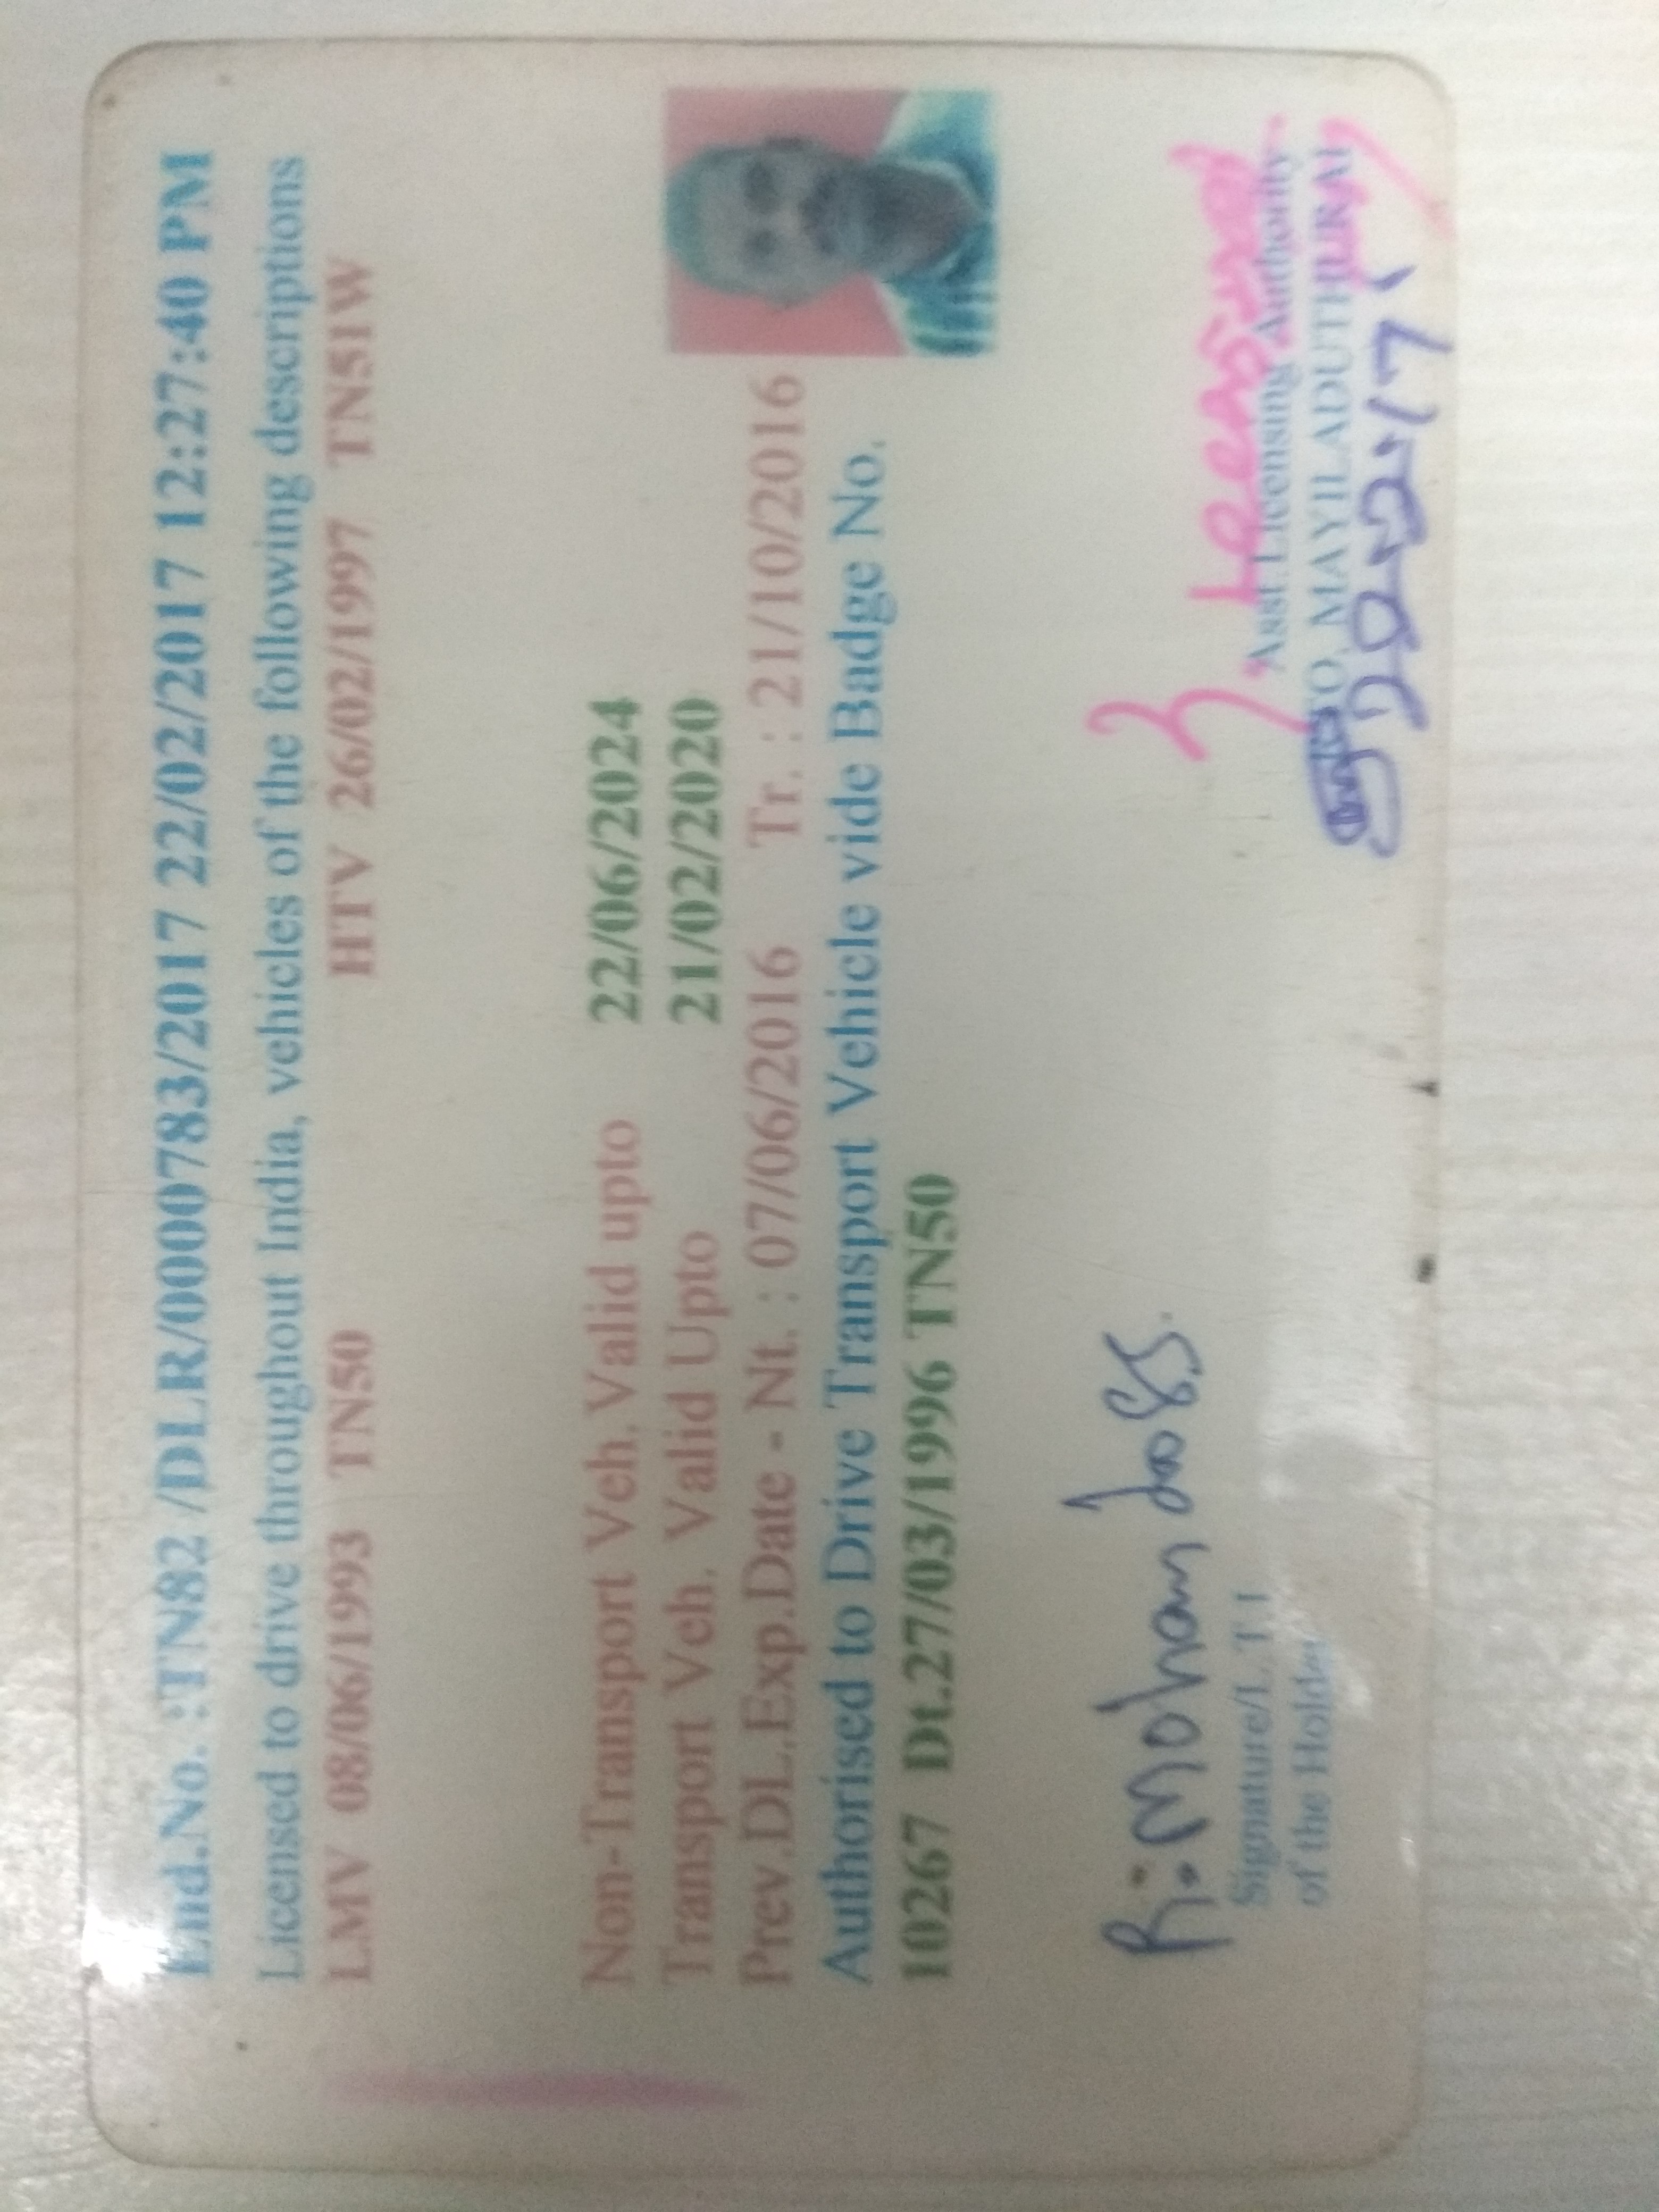 End.No. :TN82 /DLR/0000783/2017 22/02/2017 12:27:40 PM
Licensed to drive throughout India, vehicles of the following descriptions
LMV 08/06/1993 TN50 HTV 26/02/1997 TN51W
Non-Transport Veh. Valid upto 22/06/2024
Transport Veh. Valid Upto 21/02/2020
Prev.DL.Exp.Date - Nt. : 07/06/2016 Tr. : 21/10/2016
Authorised to Drive Transport Vehicle vide Badge No.
10267 Dt.27/03/1996 TN50
R. Mohan
Signature/L.T.I
of the Holder
Asst Licensing Authority
MAYILADUTHURAI